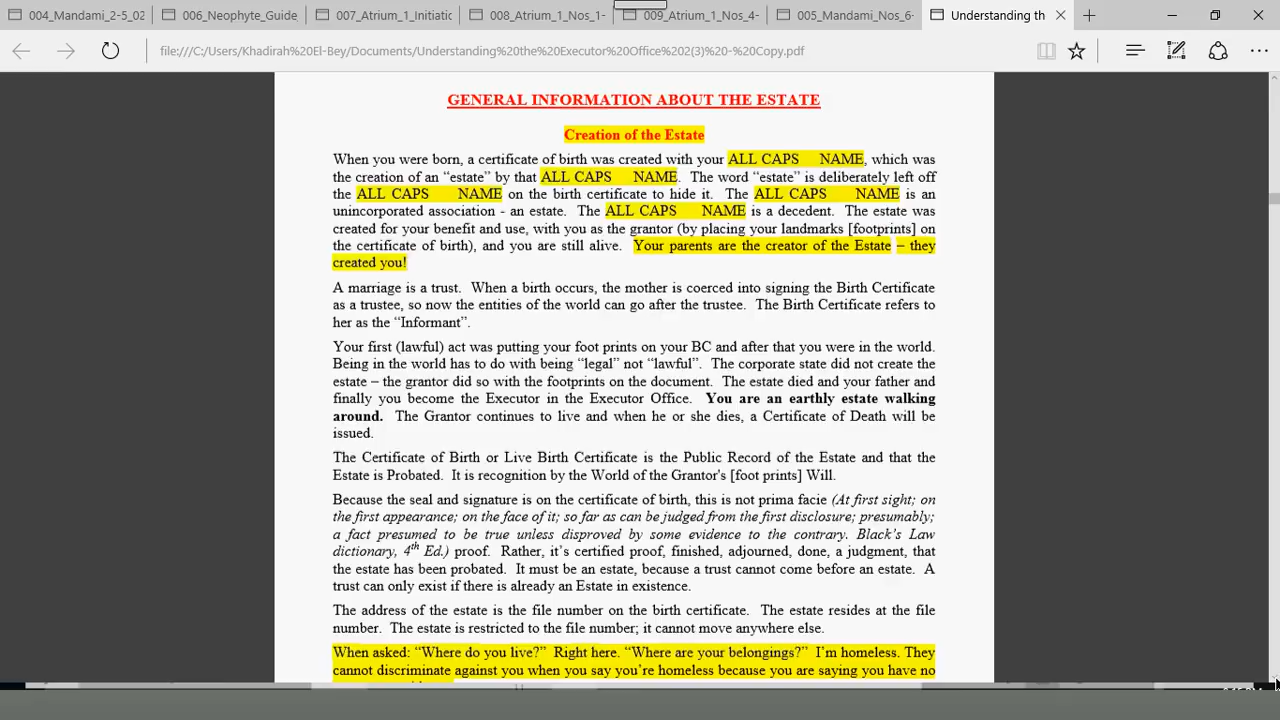 004_Mandami_2-5_02
006_Neophyte_Guide
007_Atrium_1_Initiatic
008_Atrium_1_Nos_1-
009_Atrium_1_Nos_4-
005_Mandami_Nos_6-
Understanding th
file:///C:/Users/Khadirah%20El-Bey/Documents/Understanding%20the%20Executor%20Office%202(3)%20-%20Copy.pdf
GENERAL INFORMATION ABOUT THE ESTATE
Creation of the Estate
When you were born, a certificate of birth was created with your ALL CAPS NAME, which was
the creation of an “estate” by that ALL CAPS NAME. The word “estate” is deliberately left off
the ALL CAPS NAME on the birth certificate to hide it. The ALL CAPS NAME is an
unincorporated association - an estate. The ALL CAPS NAME is a decedent. The estate was
created for your benefit and use, with you as the grantor (by placing your landmarks [footprints] on
the certificate of birth), and you are still alive. Your parents are the creator of the Estate – they
created you!
A marriage is a trust. When a birth occurs, the mother is coerced into signing the Birth Certificate
as a trustee, so now the entities of the world can go after the trustee. The Birth Certificate refers to
her as the “Informant”.
Your first (lawful) act was putting your foot prints on your BC and after that you were in the world.
Being in the world has to do with being “legal” not “lawful”. The corporate state did not create the
estate – the grantor did so with the footprints on the document. The estate died and your father and
finally you become the Executor in the Executor Office. You are an earthly estate walking
around. The Grantor continues to live and when he or she dies, a Certificate of Death will be
issued.
The Certificate of Birth or Live Birth Certificate is the Public Record of the Estate and that the
Estate is Probated. It is recognition by the World of the Grantor's [foot prints] Will.
Because the seal and signature is on the certificate of birth, this is not prima facie (At first sight; on
the first appearance; on the face of it; so far as can be judged from the first disclosure; presumably;
a fact presumed to be true unless disproved by some evidence to the contrary. Black’s Law
dictionary, 4th Ed.) proof. Rather, it’s certified proof, finished, adjourned, done, a judgment, that
the estate has been probated. It must be an estate, because a trust cannot come before an estate. A
trust can only exist if there is already an Estate in existence.
The address of the estate is the file number on the birth certificate. The estate resides at the file
number. The estate is restricted to the file number; it cannot move anywhere else.
When asked: “Where do you live?” Right here. “Where are your belongings?” I’m homeless. They
cannot discriminate against you when you say you’re homeless because you are saying you have no